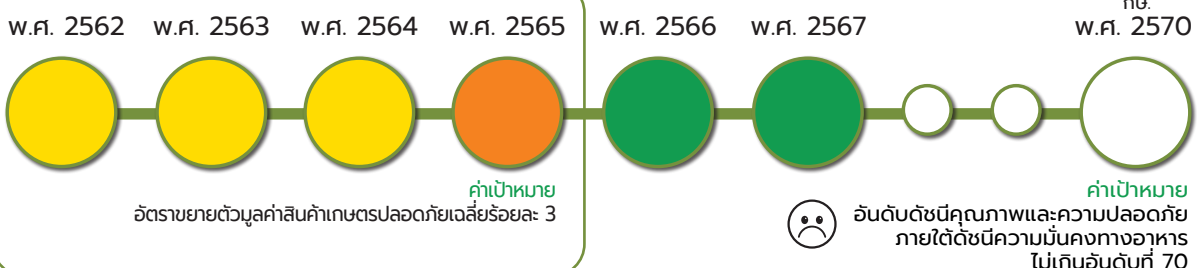 กษ.
พ.ศ. 2562 พ.ศ. 2563 พ.ศ. 2564 พ.ศ. 2565 พ.ศ. 2566 พ.ศ. 2567 พ.ศ. 2570
ค่าเป้าหมาย
อัตราขยายตัวมูลค่าสินค้าเกษตรปลอดภัยเฉลี่ยร้อยละ 3
ค่าเป้าหมาย
อันดับดัชนีคุณภาพและความปลอดภัย
ภายใต้ดัชนีความมั่นคงทางอาหาร
ไม่เกินอันดับที่ 70